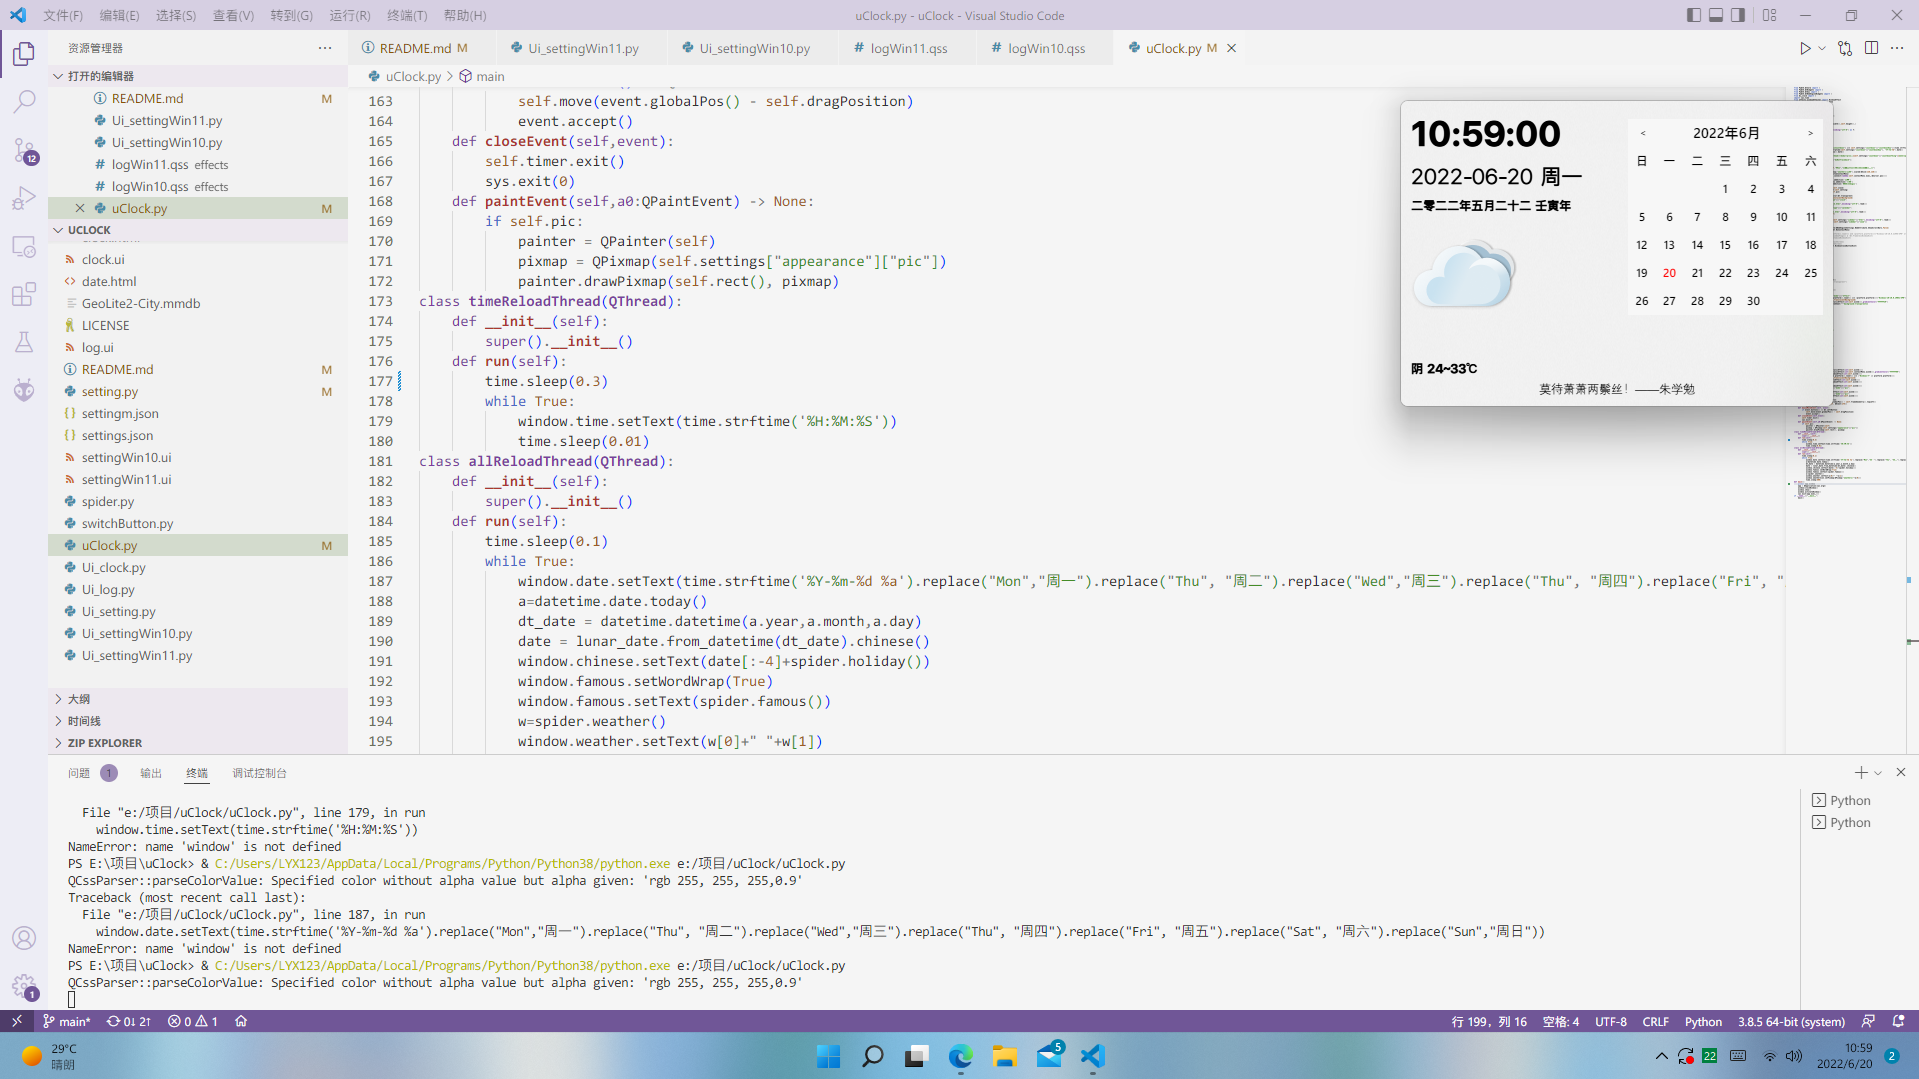 文件(F) 编辑(E) 选择(S) 查看(V) 转到(G) 运行(R) 终端(T) 帮助(H) uClock.py - uClock - Visual Studio Code
资源管理器
README.md M Ui_settingWin11.py Ui_settingWin10.py # logWin11.qss # logWin10.qss uClock.py M
打开的编辑器
README.md M
Ui_settingWin11.py
Ui_settingWin10.py
# logWin11.qss effects
# logWin10.qss effects
uClock.py M
UCLOCK
clock.ui
date.html
GeoLite2-City.mmdb
LICENSE
log.ui
README.md M
setting.py M
settingm.json
settings.json
settingWin10.ui
settingWin11.ui
spider.py
switchButton.py
uClock.py M
Ui_clock.py
Ui_log.py
Ui_setting.py
Ui_settingWin10.py
Ui_settingWin11.py
大纲
时间线
ZIP EXPLORER
12
1
uClock.py > main
163 self.move(event.globalPos() - self.dragPosition)
164 event.accept()
165 def closeEvent(self,event):
166 self.timer.exit()
167 sys.exit(0)
168 def paintEvent(self,a0:QPaintEvent) -> None:
169 if self.pic:
170 painter = QPainter(self)
171 pixmap = QPixmap(self.settings["appearance"]["pic"])
172 painter.drawPixmap(self.rect(), pixmap)
173 class timeReloadThread(QThread):
174 def __init__(self):
175 super().__init__()
176 def run(self):
177 time.sleep(0.3)
178 while True:
179 window.time.setText(time.strftime('%H:%M:%S'))
180 time.sleep(0.01)
181 class allReloadThread(QThread):
182 def __init__(self):
183 super().__init__()
184 def run(self):
185 time.sleep(0.1)
186 while True:
187 window.date.setText(time.strftime('%Y-%m-%d %a').replace("Mon","周一").replace("Thu", "周二").replace("Wed","周三").replace("Thu", "周四").replace("Fri", "
188 a=datetime.date.today()
189 dt_date = datetime.datetime(a.year,a.month,a.day)
190 date = lunar_date.from_datetime(dt_date).chinese()
191 window.chinese.setText(date[:-4]+spider.holiday())
192 window.famous.setWordWrap(True)
193 window.famous.setText(spider.famous())
194 w=spider.weather()
195 window.weather.setText(w[0]+" "+w[1])
10:59:00
2022-06-20 周一
二零二二年五月二十二 壬寅年
阴 24~33℃
莫待萧萧两鬓丝！——朱学勉
< 2022年6月 >
日 一 二 三 四 五 六
1 2 3 4
5 6 7 8 9 10 11
12 13 14 15 16 17 18
19 20 21 22 23 24 25
26 27 28 29 30
问题 1 输出 终端 调试控制台
File "e:/项目/uClock/uClock.py", line 179, in run
window.time.setText(time.strftime('%H:%M:%S'))
NameError: name 'window' is not defined
PS E:\项目\uClock> & C:/Users/LYX123/AppData/Local/Programs/Python/Python38/python.exe e:/项目/uClock/uClock.py
QCssParser::parseColorValue: Specified color without alpha value but alpha given: 'rgb 255, 255, 255,0.9'
Traceback (most recent call last):
File "e:/项目/uClock/uClock.py", line 187, in run
window.date.setText(time.strftime('%Y-%m-%d %a').replace("Mon","周一").replace("Thu", "周二").replace("Wed","周三").replace("Thu", "周四").replace("Fri", "周五").replace("Sat", "周六").replace("Sun","周日"))
NameError: name 'window' is not defined
PS E:\项目\uClock> & C:/Users/LYX123/AppData/Local/Programs/Python/Python38/python.exe e:/项目/uClock/uClock.py
QCssParser::parseColorValue: Specified color without alpha value but alpha given: 'rgb 255, 255, 255,0.9'
Python
Python
main* 0↓ 2↑ 0 1 行 199，列 16 空格: 4 UTF-8 CRLF Python 3.8.5 64-bit (system)
29°C
晴朗
5
22
10:59
2022/6/20
2